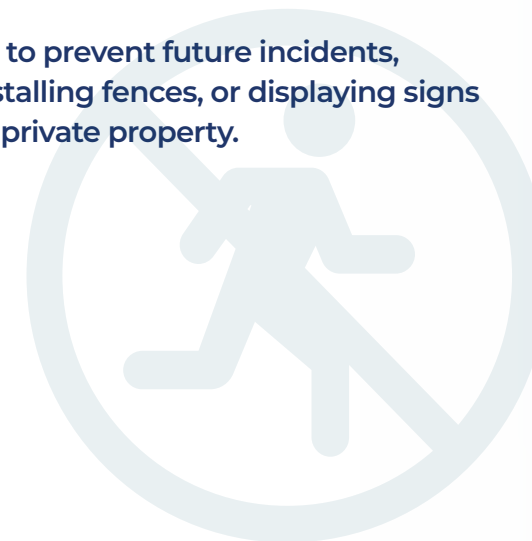 to prevent future incidents,
stalling fences, or displaying signs
private property.